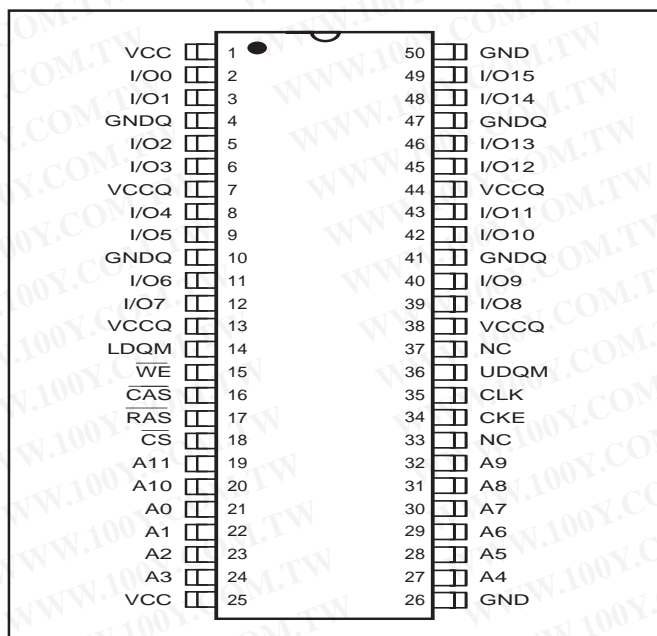 VCC 1 50 GND
I/O0 2 49 I/O15
I/O1 3 48 I/O14
GNDQ 4 47 GNDQ
I/O2 5 46 I/O13
I/O3 6 45 I/O12
VCCQ 7 44 VCCQ
I/O4 8 43 I/O11
I/O5 9 42 I/O10
GNDQ 10 41 GNDQ
I/O6 11 40 I/O9
I/O7 12 39 I/O8
VCCQ 13 38 VCCQ
LDQM 14 37 NC
WE 15 36 UDQM
CAS 16 35 CLK
RAS 17 34 CKE
CS 18 33 NC
A11 19 32 A9
A10 20 31 A8
A0 21 30 A7
A1 22 29 A6
A2 23 28 A5
A3 24 27 A4
VCC 25 26 GND
WWW.100Y.COM.TW